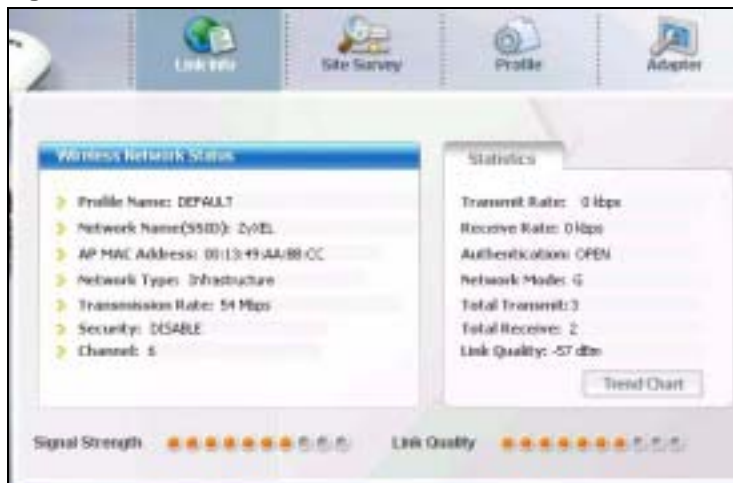 Link Info
Site Survey
Profile
Adapter
Wireless Network Status
Profile Name: DEFAULT
Network Name(SSID): ZyXEL
AP MAC Address: 00:13:49:AA:BB:CC
Network Type: Infrastructure
Transmission Rate: 54 Mbps
Security: DISABLE
Channel: 6
Statistics
Transmit Rate: 0 kbps
Receive Rate: 0 kbps
Authentication: OPEN
Network Mode: G
Total Transmit: 3
Total Receive: 2
Link Quality: -57 dBm
Trend Chart
Signal Strength
Link Quality